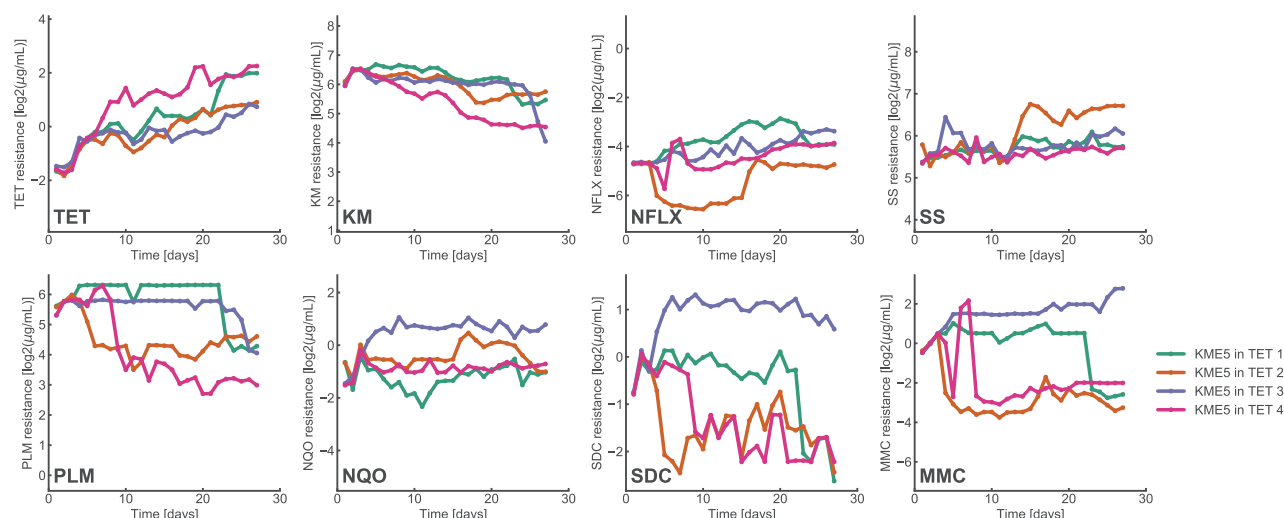 TET resistance [log2(µg/mL)]
4
2
0
−2
TET
0
10
20
30
Time [days]
KM resistance [log2(µg/mL)]
8
7
6
5
4
3
2
1
KM
0
10
20
30
Time [days]
NFLX resistance [log2(µg/mL)]
0
−2
−4
−6
NFLX
0
10
20
30
Time [days]
SS resistance [log2(µg/mL)]
8
7
6
5
4
SS
0
10
20
30
Time [days]
PLM resistance [log2(µg/mL)]
6
5
4
3
2
1
0
PLM
0
10
20
30
Time [days]
NQO resistance [log2(µg/mL)]
2
0
−2
−4
NQO
0
10
20
30
Time [days]
SDC resistance [log2(µg/mL)]
1
0
−1
−2
SDC
0
10
20
30
Time [days]
MMC resistance [log2(µg/mL)]
2
0
−2
−4
−6
MMC
0
10
20
30
Time [days]
KME5 in TET 1
KME5 in TET 2
KME5 in TET 3
KME5 in TET 4